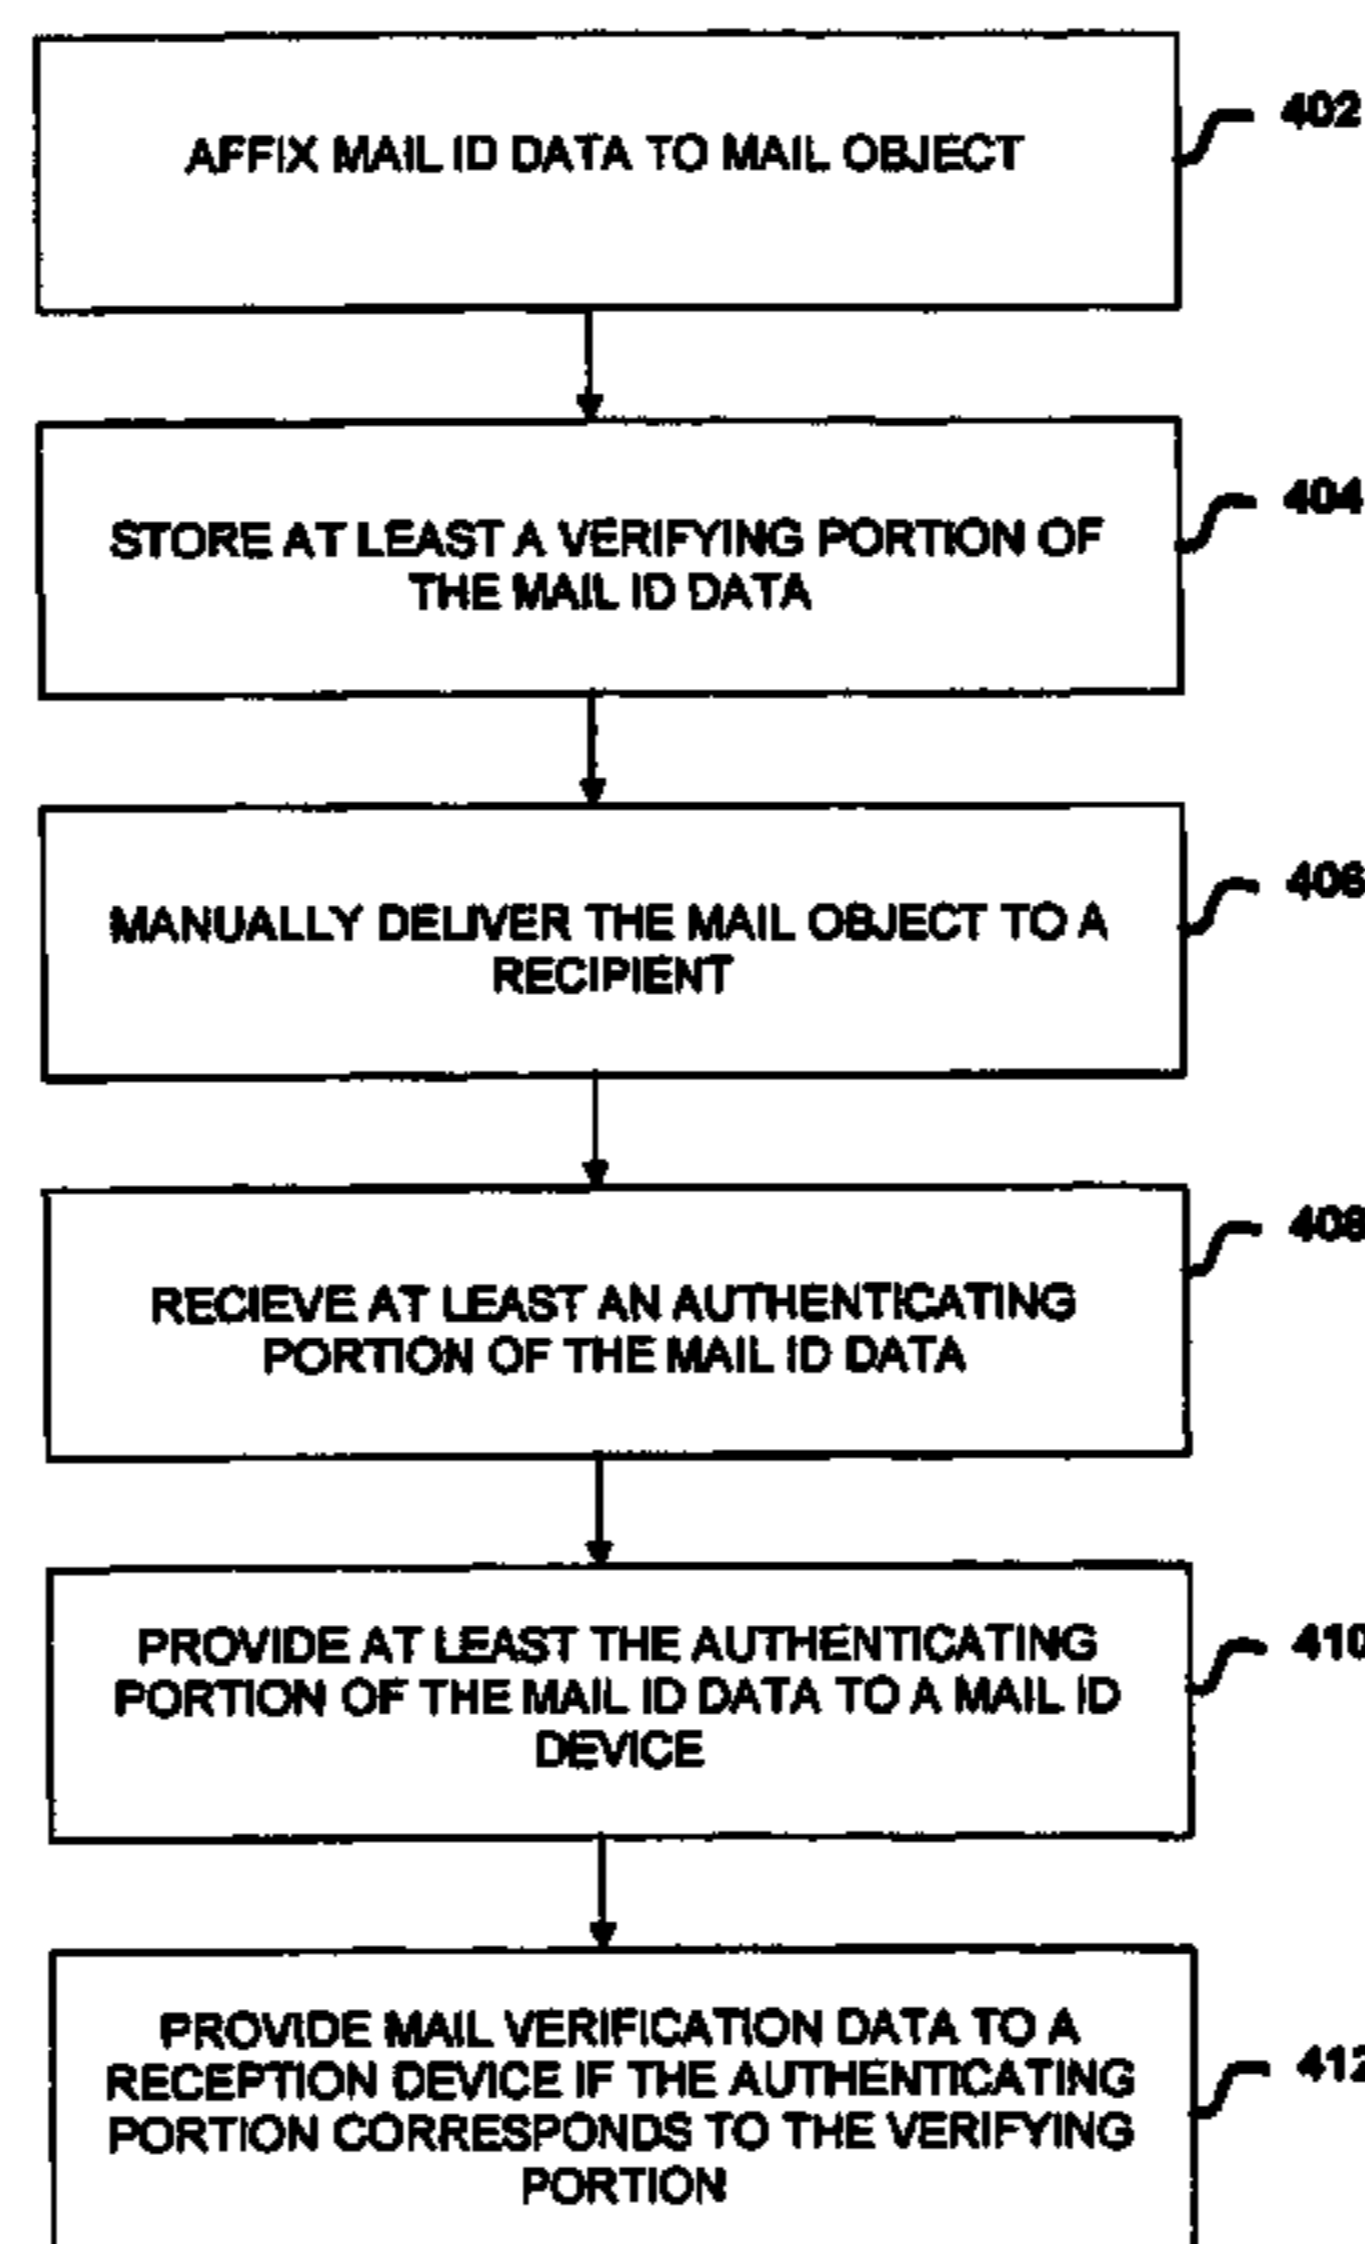 AFFIX MAIL ID DATA TO MAIL OBJECT
402
STORE AT LEAST A VERIFYING PORTION OF
THE MAIL ID DATA
404
MANUALLY DELIVER THE MAIL OBJECT TO A
RECIPIENT
406
RECIEVE AT LEAST AN AUTHENTICATING
PORTION OF THE MAIL ID DATA
408
PROVIDE AT LEAST THE AUTHENTICATING
PORTION OF THE MAIL ID DATA TO A MAIL ID
DEVICE
410
PROVIDE MAIL VERIFICATION DATA TO A
RECEPTION DEVICE IF THE AUTHENTICATING
PORTION CORRESPONDS TO THE VERIFYING
PORTION
412